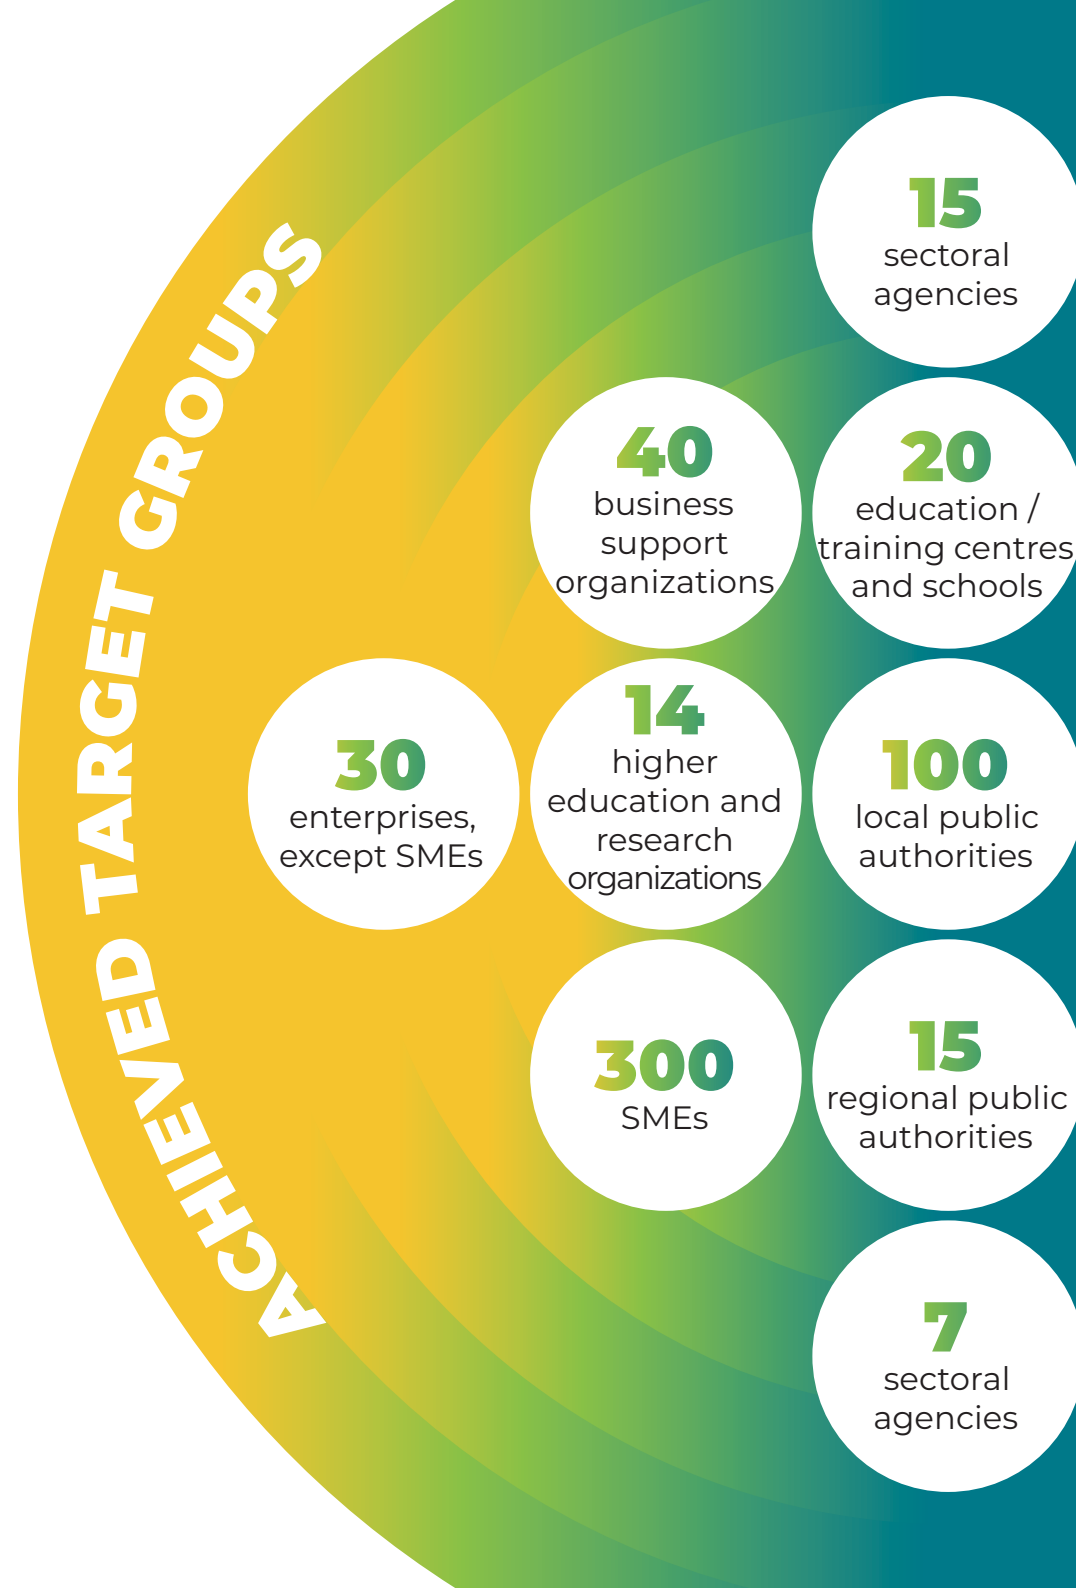 ACHIEVED TARGET GROUPS
15
sectoral
agencies
40
business
support
organizations
20
education /
training centres
and schools
30
enterprises,
except SMEs
14
higher
education and
research
organizations
100
local public
authorities
300
SMEs
15
regional public
authorities
7
sectoral
agencies